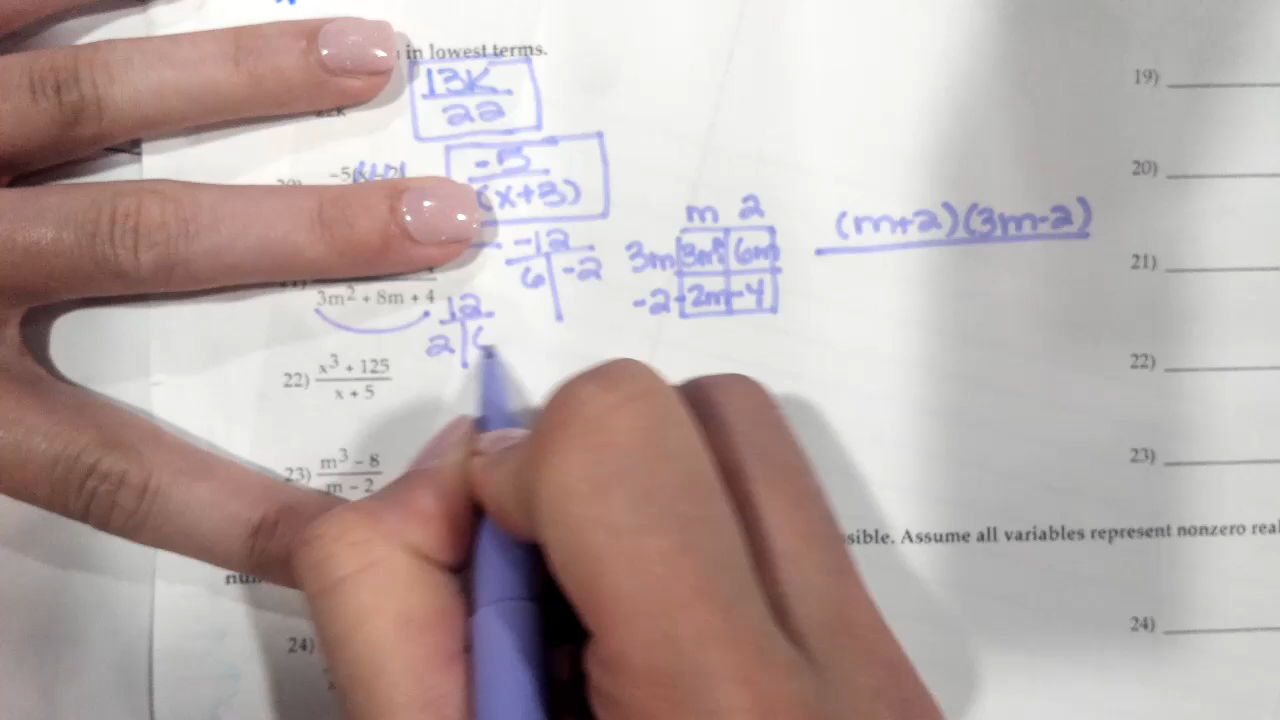 in lowest terms.
13K
22
19)
-5
(x+3)
20)
-12
6 -2
m 2
3m 3m² 6m
-2 -2m -4
(m+2)(3m-2)
21)
3m² + 8m + 4
12
2
22) x³ + 125
x + 5
22)
23) m³ - 8
m - 2
23)
sible. Assume all variables represent nonzero real
24)
24)